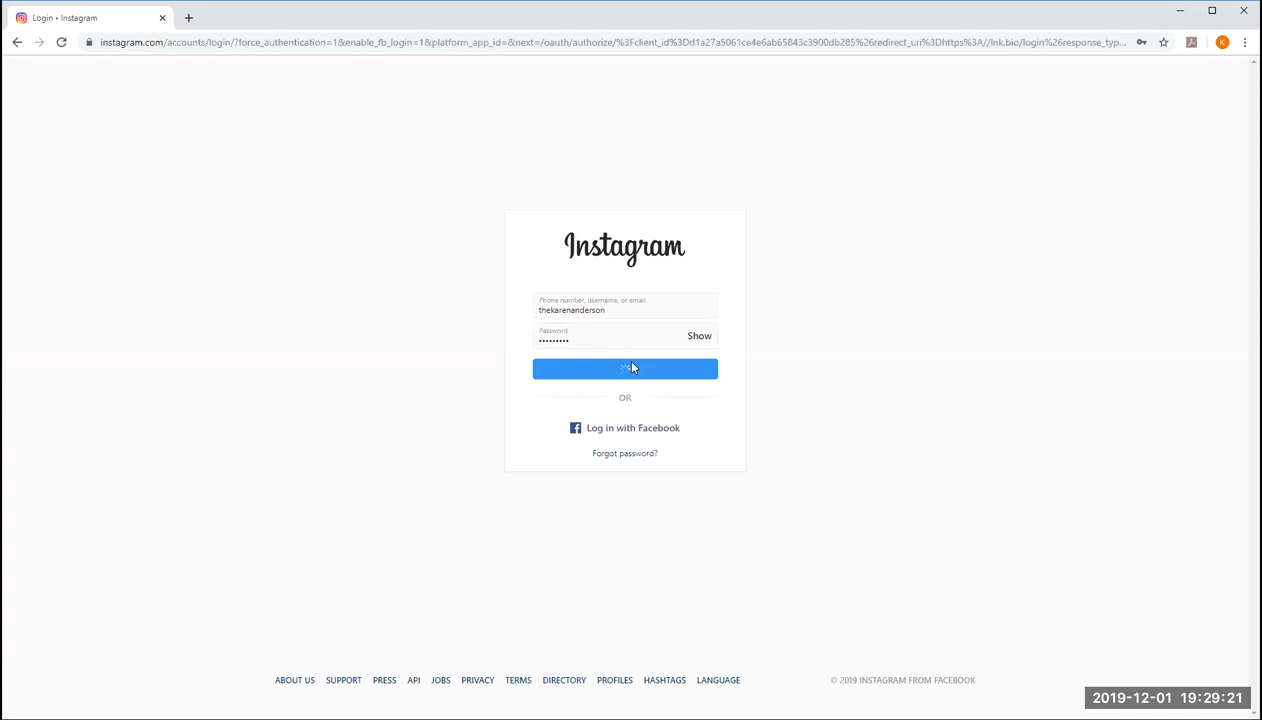 Login • Instagram
instagram.com/accounts/login/?force_authentication=1&enable_fb_login=1&platform_app_id=&next=/oauth/authorize/%3Fclient_id%3Dd1a27a5061ce4e6ab65843c3900db285%26redirect_uri%3Dhttps%3A//lnk.bio/login%26response_typ...
K
Instagram
Phone number, username, or email
thekarenanderson
Password
•••••••••
Show
OR
Log in with Facebook
Forgot password?
ABOUT US SUPPORT PRESS API JOBS PRIVACY TERMS DIRECTORY PROFILES HASHTAGS LANGUAGE
© 2019 INSTAGRAM FROM FACEBOOK
2019-12-01 19:29:21